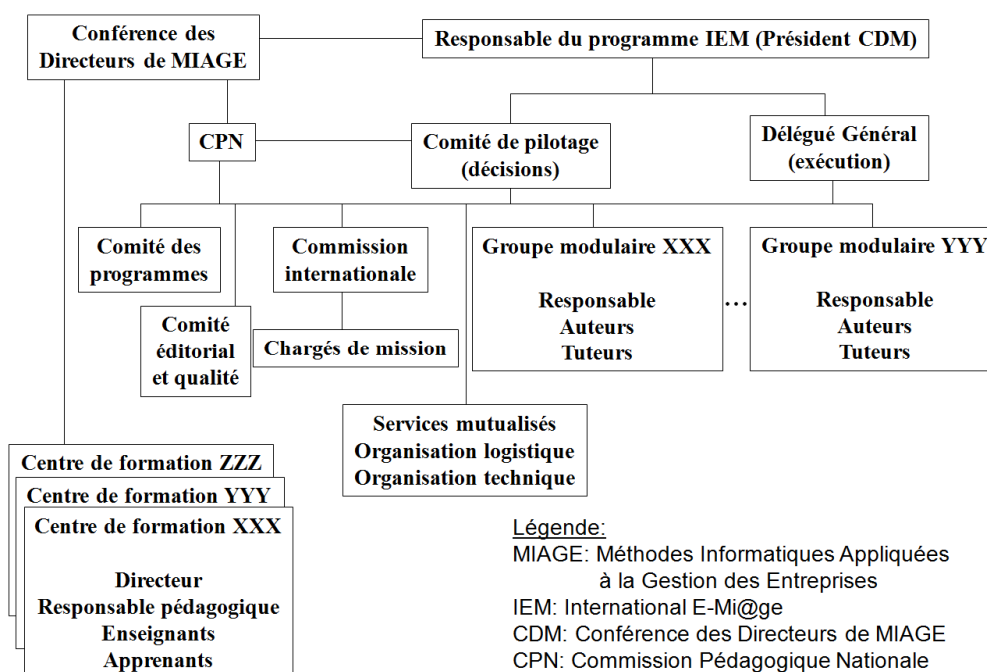 Conférence des
Directeurs de MIAGE
Responsable du programme IEM (Président CDM)
CPN
Comité de pilotage
(décisions)
Délégué Général
(exécution)
Comité des
programmes
Commission
internationale
Groupe modulaire XXX
Responsable
Auteurs
Tuteurs
...
Groupe modulaire YYY
Responsable
Auteurs
Tuteurs
Comité
éditorial
et qualité
Chargés de mission
Services mutualisés
Organisation logistique
Organisation technique
Centre de formation ZZZ
Centre de formation YYY
Centre de formation XXX
Directeur
Responsable pédagogique
Enseignants
Apprenants
Légende:
MIAGE: Méthodes Informatiques Appliquées
à la Gestion des Entreprises
IEM: International E-Mi@ge
CDM: Conférence des Directeurs de MIAGE
CPN: Commission Pédagogique Nationale